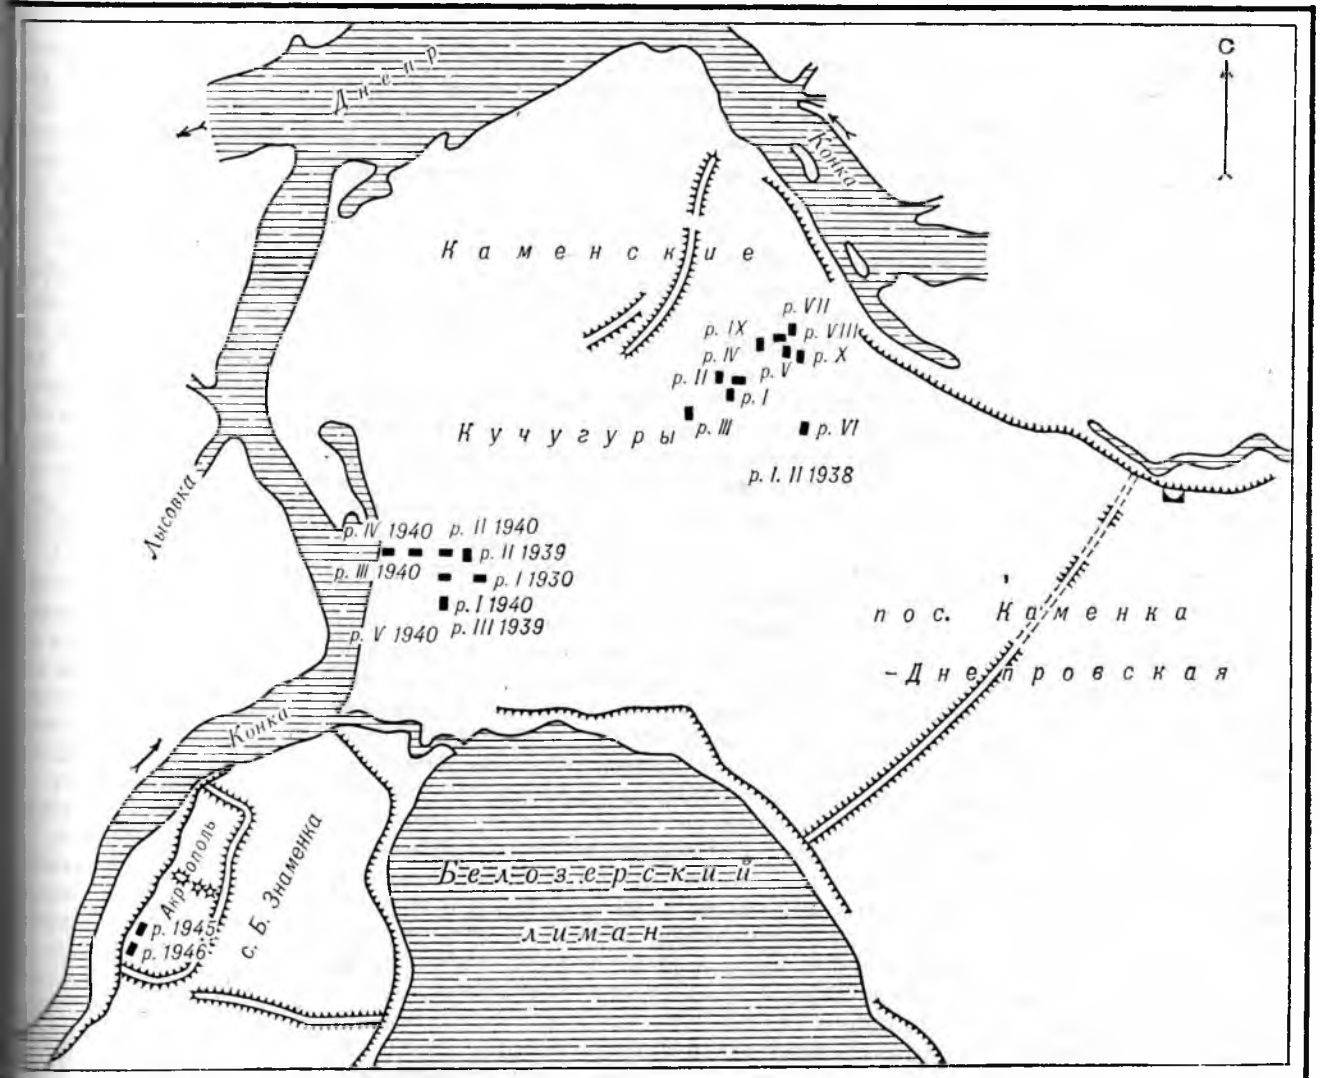 С
Днепр
Конка
Каменские
р. VII
р. IX
р. VIII
р. IV
р. X
р. V
р. II
р. I
Кучугуры
р. III
р. VI
р. I. II 1938
Лысовка
р. IV 1940
р. II 1940
р. II 1939
р. III 1940
р. I 1930
р. I 1940
р. V 1940
р. III 1939
пос. Каменка
-Днепровская
Конка
Акрополь
с. Б. Знаменка
Белозерский
лиман
р. 1945
р. 1946